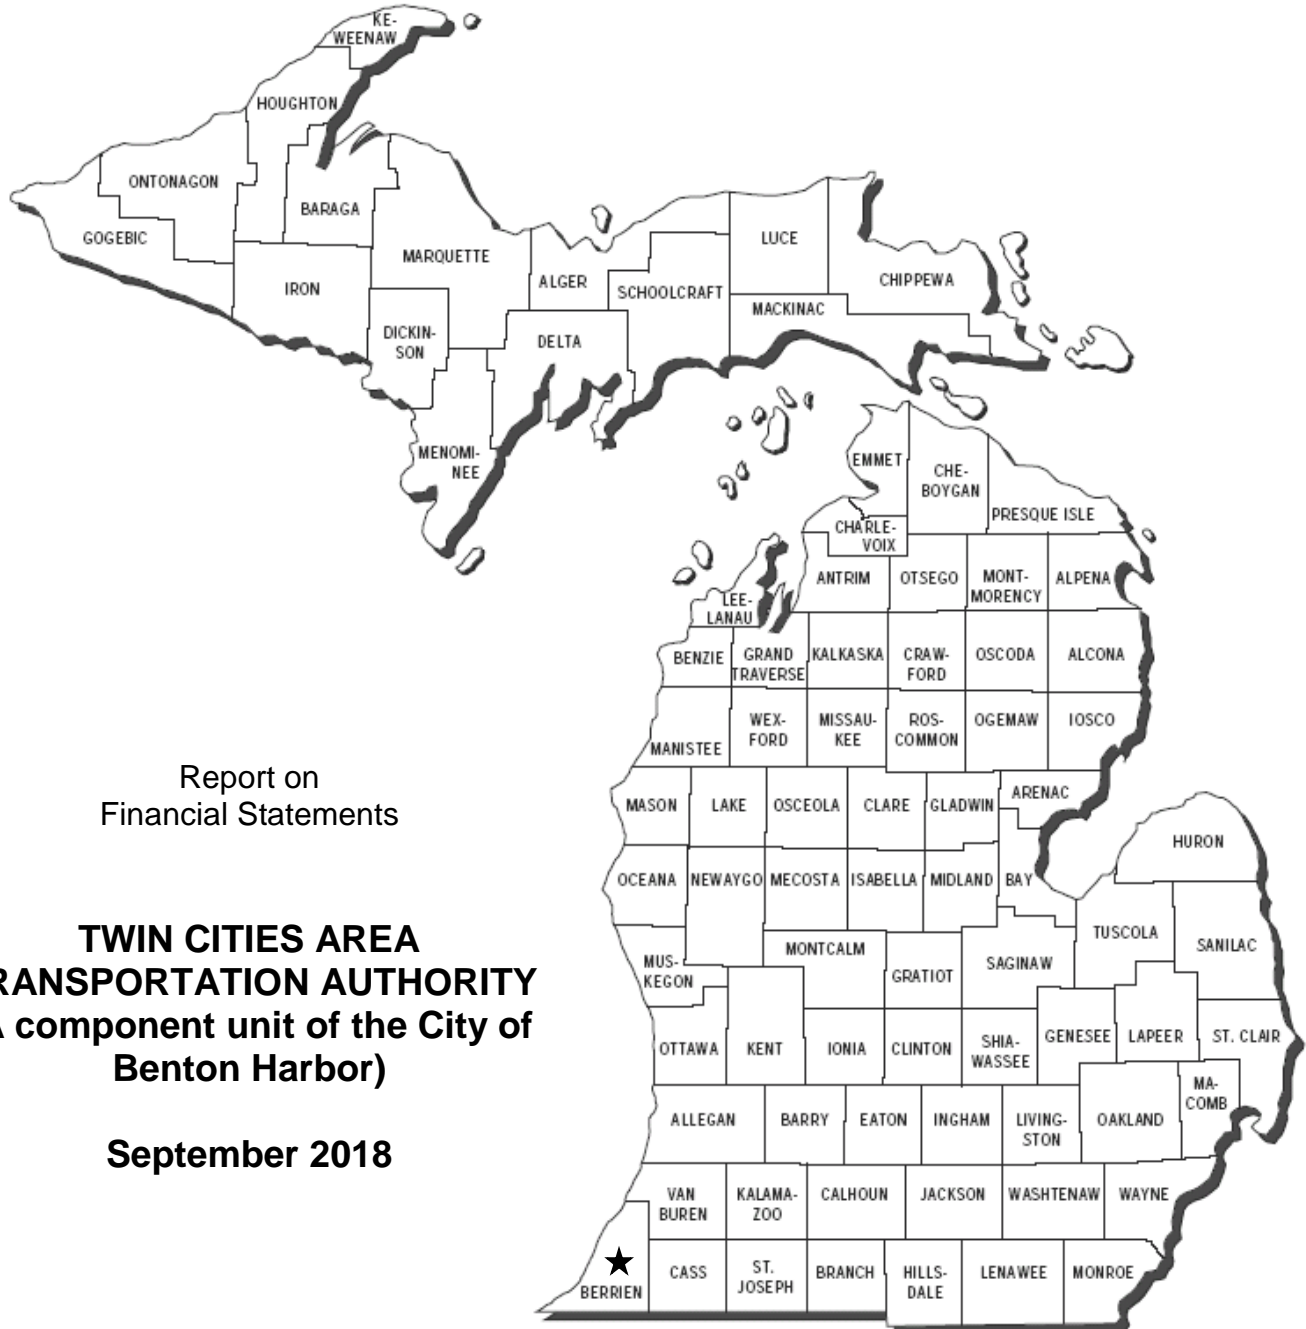 KE-
WEENAW
HOUGHTON
ONTONAGON
BARAGA
GOGEBIC
MARQUETTE
LUCE
IRON
ALGER
SCHOOLCRAFT
CHIPPEWA
MACKINAC
DICKIN-
SON
DELTA
MENOMI-
NEE
EMMET
CHE-
BOYGAN
PRESQUE ISLE
CHARLE-
VOIX
ANTRIM
OTSEGO
MONT-
MORENCY
ALPENA
LEE-
LANAU
BENZIE
GRAND
TRAVERSE
KALKASKA
CRAW-
FORD
OSCODA
ALCONA
MANISTEE
WEX-
FORD
MISSAU-
KEE
ROS-
COMMON
OGEMAW
IOSCO
Report on
Financial Statements
MASON
LAKE
OSCEOLA
CLARE
GLADWIN
ARENAC
HURON
OCEANA
NEWAYGO
MECOSTA
ISABELLA
MIDLAND
BAY
TWIN CITIES AREA
RANSPORTATION AUTHORITY
A component unit of the City of
Benton Harbor)
September 2018
MUS-
KEGON
MONTCALM
GRATIOT
SAGINAW
TUSCOLA
SANILAC
OTTAWA
KENT
IONIA
CLINTON
SHIA-
WASSEE
GENESEE
LAPEER
ST. CLAIR
ALLEGAN
BARRY
EATON
INGHAM
LIVING-
STON
OAKLAND
MA-
COMB
VAN
BUREN
KALAMA-
ZOO
CALHOUN
JACKSON
WASHTENAW
WAYNE
BERRIEN
CASS
ST.
JOSEPH
BRANCH
HILLS-
DALE
LENAWEE
MONROE